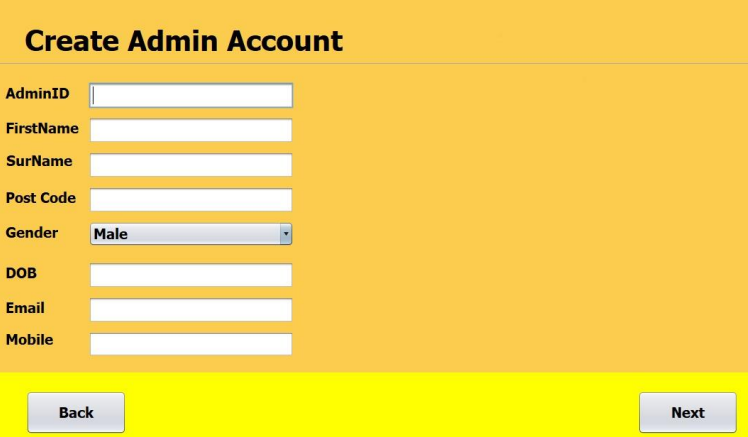 Create Admin Account
AdminID
FirstName
SurName
Post Code
Gender Male
DOB
Email
Mobile
Back Next